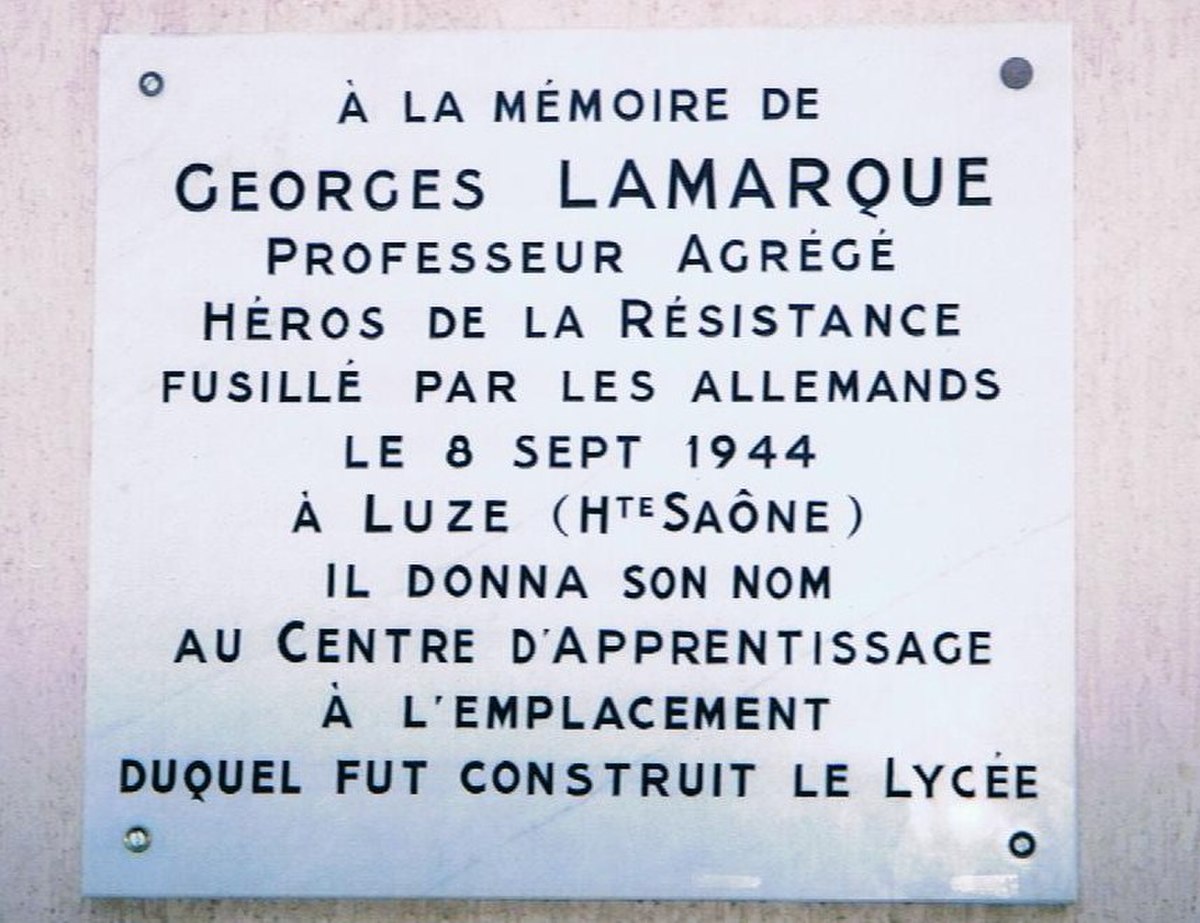 À LA MÉMOIRE DE
GEORGES LAMARQUE
PROFESSEUR AGRÉGÉ
HÉROS DE LA RÉSISTANCE
FUSILLÉ PAR LES ALLEMANDS
LE 8 SEPT 1944
À LUZE (HTE SAÔNE)
IL DONNA SON NOM
AU CENTRE D'APPRENTISSAGE
À L'EMPLACEMENT
DUQUEL FUT CONSTRUIT LE LYCÉE